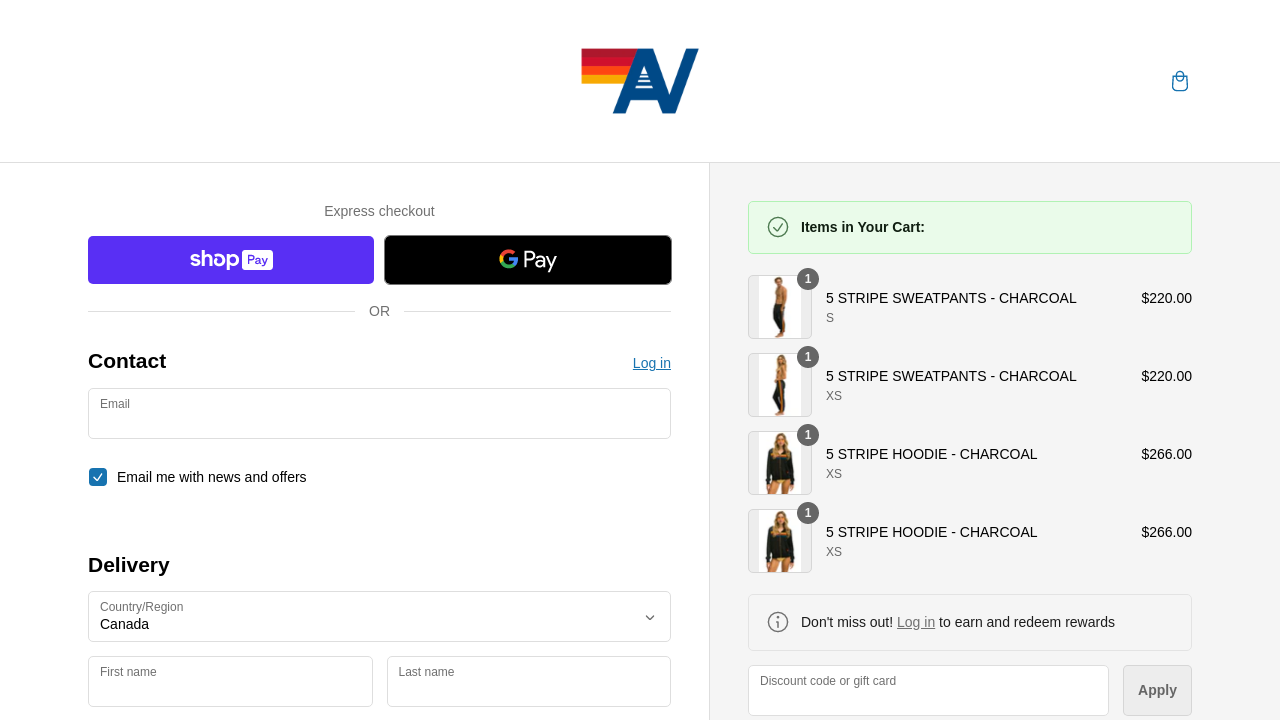 AV
Express checkout
shop Pay
G Pay
OR
Contact
Log in
Email
Email me with news and offers
Delivery
Country/Region
Canada
First name
Last name
Items in Your Cart:
1
5 STRIPE SWEATPANTS - CHARCOAL
$220.00
S
1
5 STRIPE SWEATPANTS - CHARCOAL
$220.00
XS
1
5 STRIPE HOODIE - CHARCOAL
$266.00
XS
1
5 STRIPE HOODIE - CHARCOAL
$266.00
XS
Don't miss out! Log in to earn and redeem rewards
Discount code or gift card
Apply